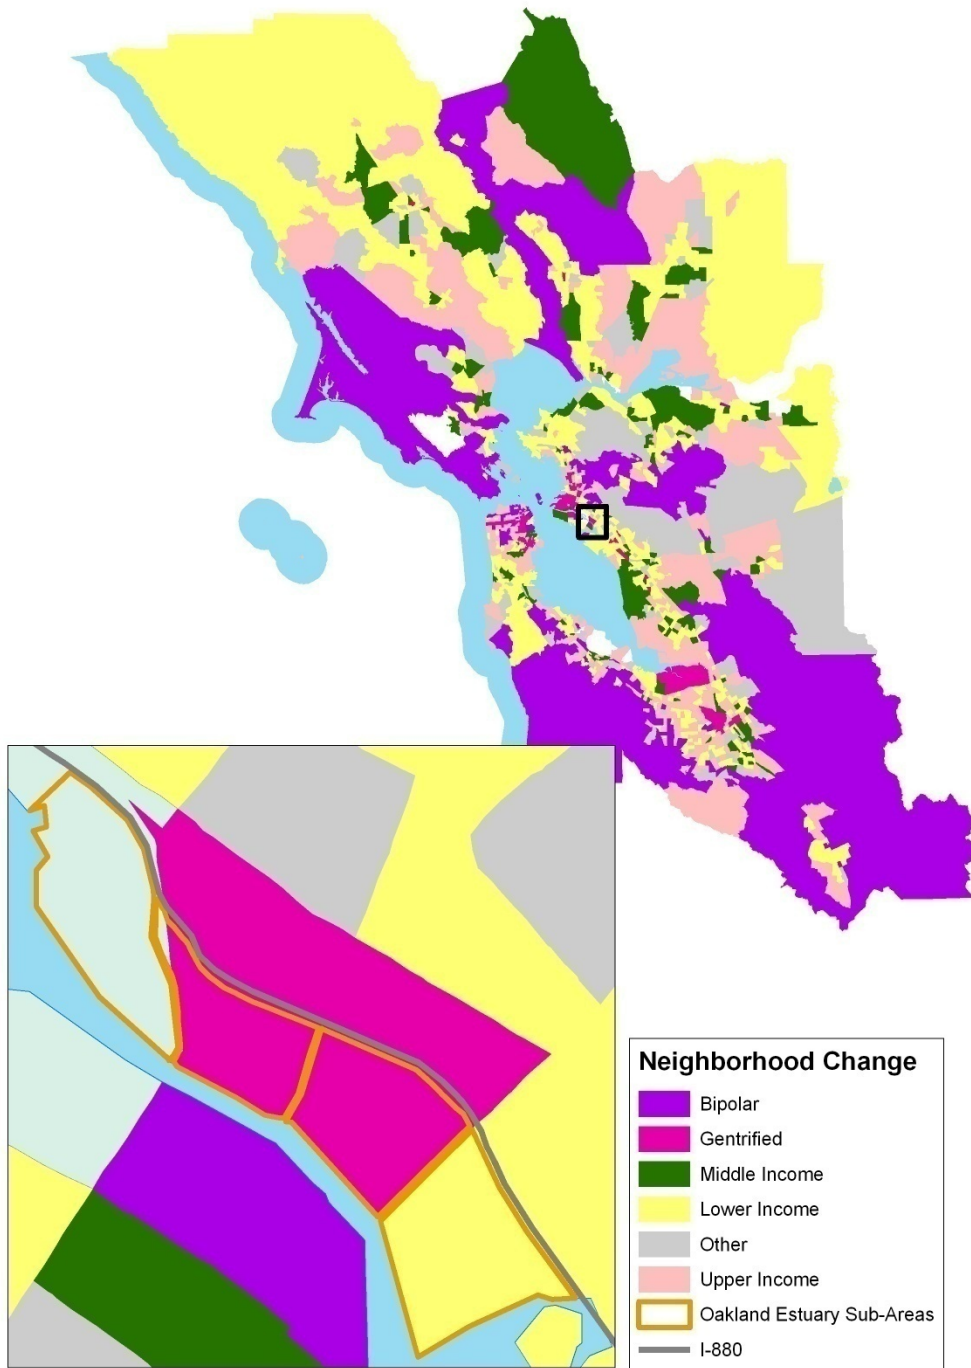 Neighborhood Change
Bipolar
Gentrified
Middle Income
Lower Income
Other
Upper Income
Oakland Estuary Sub-Areas
I-880